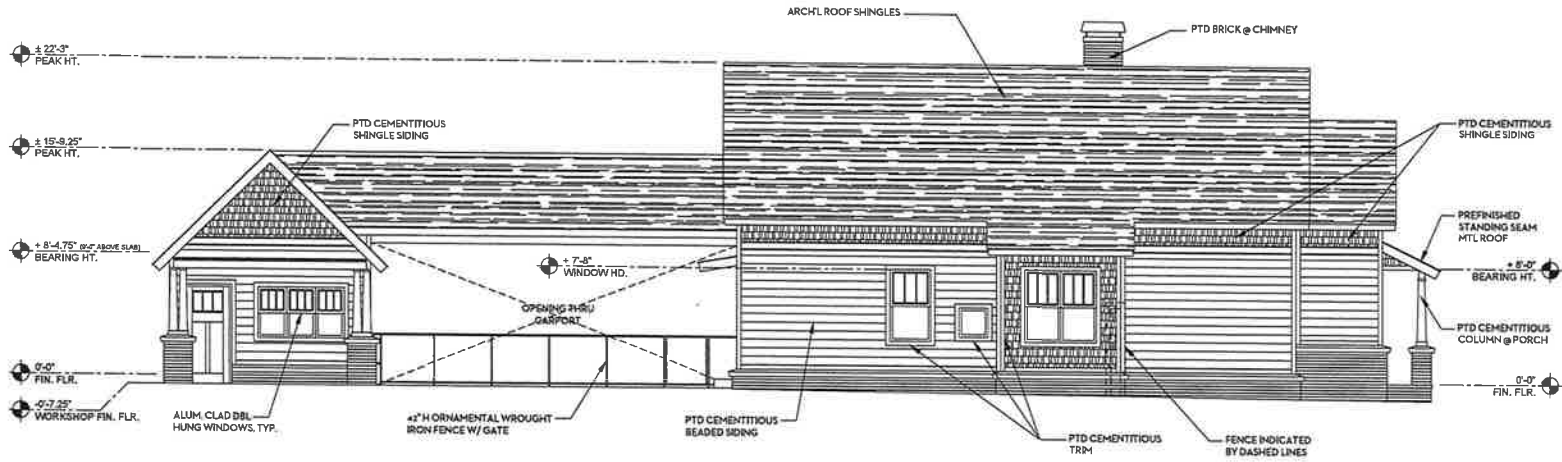 ARCH'L ROOF SHINGLES
PTD BRICK @ CHIMNEY
± 22'-3"
PEAK HT.
PTD CEMENTITIOUS
SHINGLE SIDING
PTD CEMENTITIOUS
SHINGLE SIDING
± 15'-9.25"
PEAK HT.
PREFINISHED
STANDING SEAM
MTL ROOF
+ 8'-4.75" (9'-0" ABOVE SLAB)
BEARING HT.
+ 7'-8"
WINDOW HD.
+ 8'-0"
BEARING HT.
OPENING THRU
CARPORT
PTD CEMENTITIOUS
COLUMN @ PORCH
0'-0"
FIN. FLR.
0'-0"
FIN. FLR.
-0'-7.25"
WORKSHOP FIN. FLR.
ALUM. CLAD DBL
HUNG WINDOWS, TYP.
42" H ORNAMENTAL WROUGHT
IRON FENCE W/ GATE
PTD CEMENTITIOUS
BEADED SIDING
PTD CEMENTITIOUS
TRIM
FENCE INDICATED
BY DASHED LINES